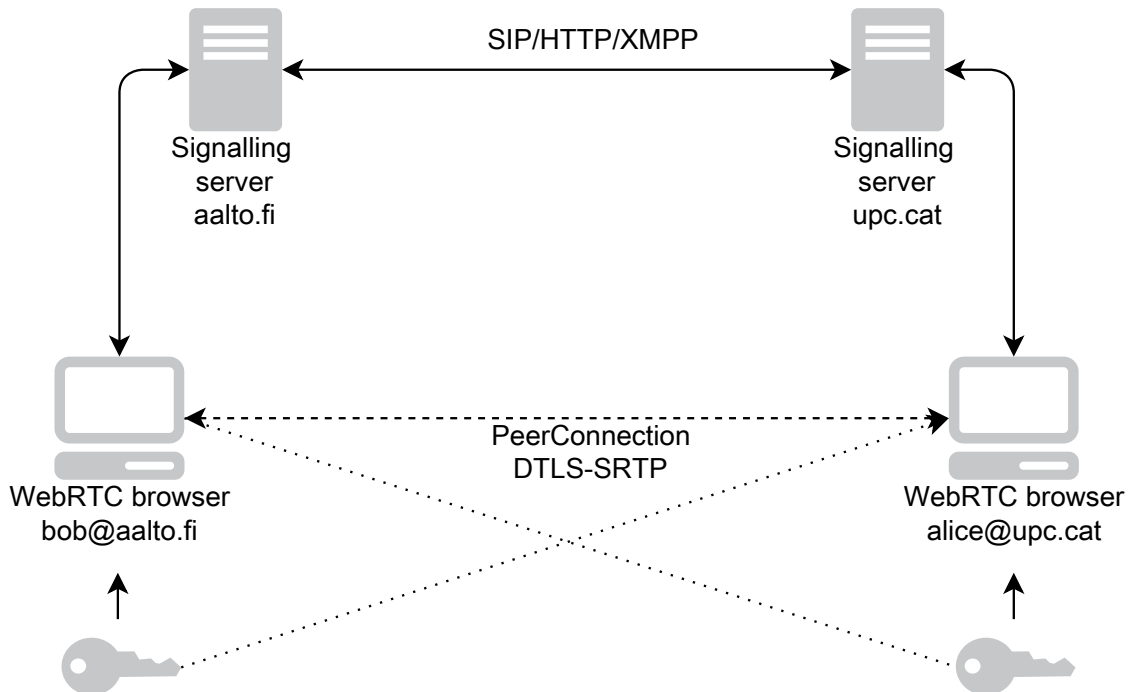 SIP/HTTP/XMPP
Signalling
server
aalto.fi
Signalling
server
upc.cat
PeerConnection
DTLS-SRTP
WebRTC browser
bob@aalto.fi
WebRTC browser
alice@upc.cat